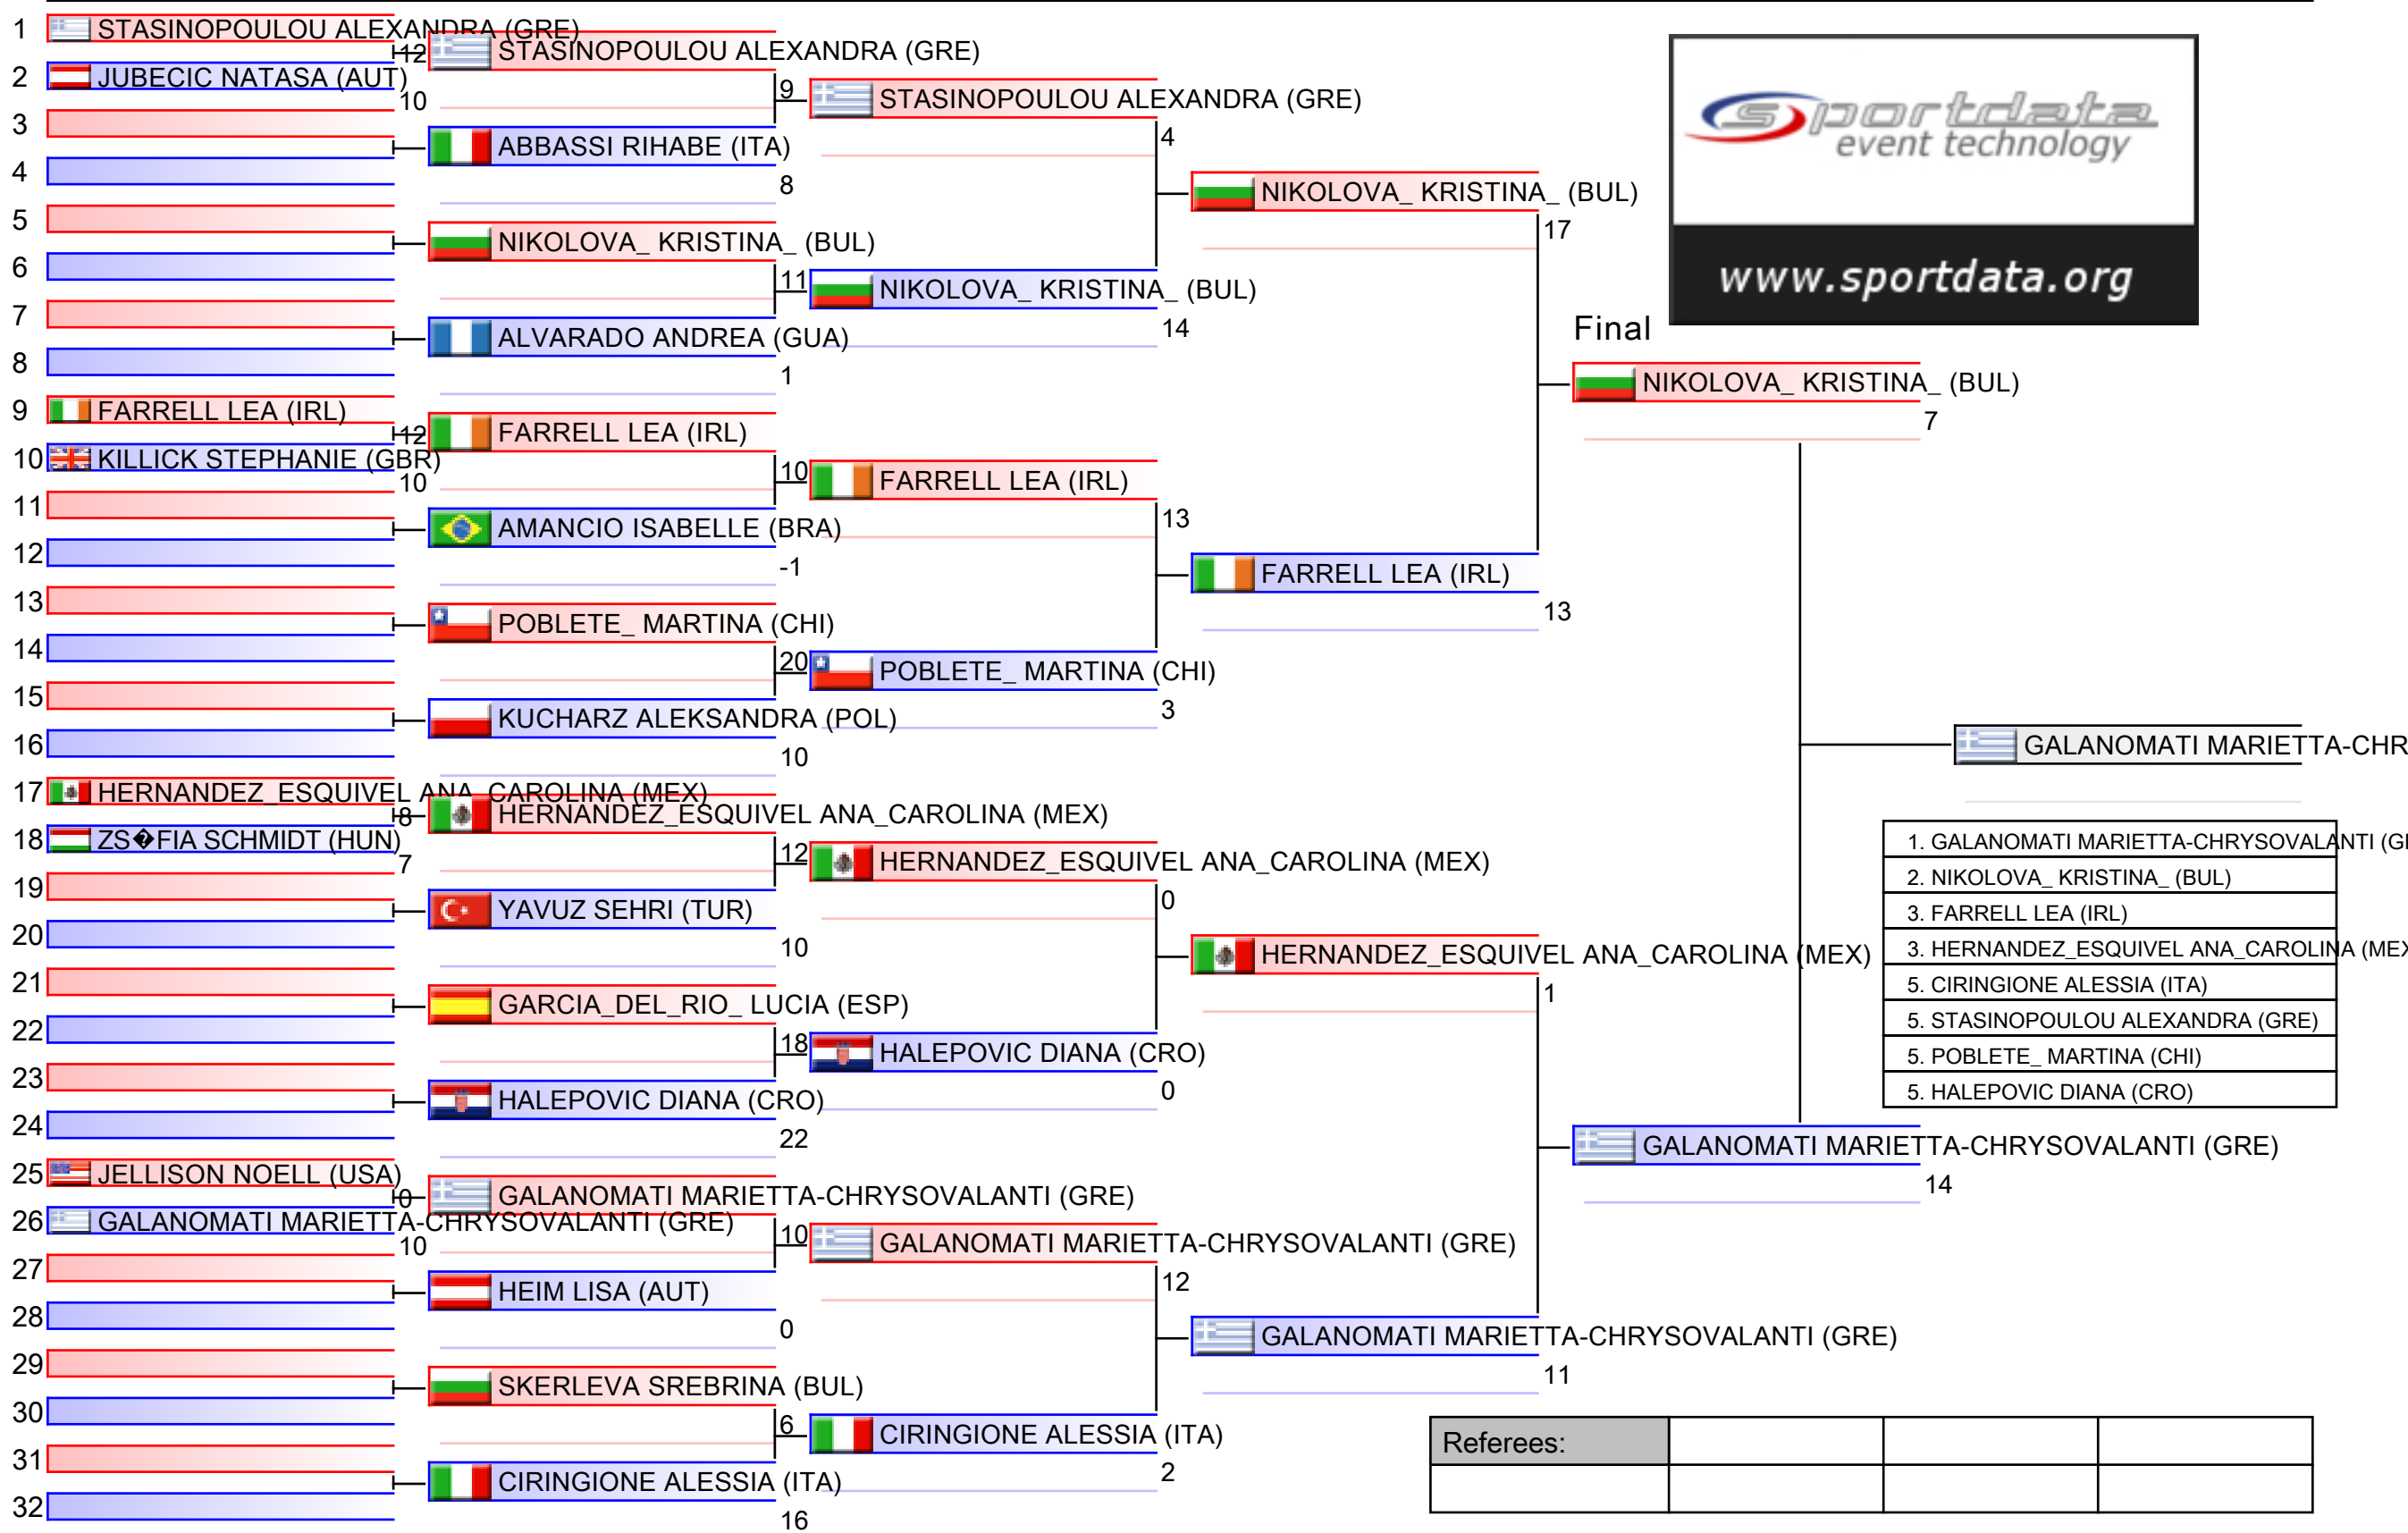 1 STASINOPOULOU ALEXANDRA (GRE)
12
2 JUBECIC NATASA (AUT)
10
3
4
5
6
7
8
9 FARRELL LEA (IRL)
12
10 KILLICK STEPHANIE (GBR)
10
11
12
13
14
15
16
17 HERNANDEZ_ESQUIVEL ANA_CAROLINA (MEX)
8
18 ZS�FIA SCHMIDT (HUN)
7
19
20
21
22
23
24
25 JELLISON NOELL (USA)
0
26 GALANOMATI MARIETTA-CHRYSOVALANTI (GRE)
10
27
28
29
30
31
32
STASINOPOULOU ALEXANDRA (GRE)
9
ABBASSI RIHABE (ITA)
8
NIKOLOVA_ KRISTINA_ (BUL)
11
ALVARADO ANDREA (GUA)
1
FARRELL LEA (IRL)
10
AMANCIO ISABELLE (BRA)
-1
POBLETE_ MARTINA (CHI)
20
KUCHARZ ALEKSANDRA (POL)
10
HERNANDEZ_ESQUIVEL ANA_CAROLINA (MEX)
12
YAVUZ SEHRI (TUR)
10
GARCIA_DEL_RIO_ LUCIA (ESP)
18
HALEPOVIC DIANA (CRO)
22
GALANOMATI MARIETTA-CHRYSOVALANTI (GRE)
10
HEIM LISA (AUT)
0
SKERLEVA SREBRINA (BUL)
6
CIRINGIONE ALESSIA (ITA)
16
STASINOPOULOU ALEXANDRA (GRE)
4
NIKOLOVA_ KRISTINA_ (BUL)
14
FARRELL LEA (IRL)
13
POBLETE_ MARTINA (CHI)
3
HERNANDEZ_ESQUIVEL ANA_CAROLINA (MEX)
0
HALEPOVIC DIANA (CRO)
0
GALANOMATI MARIETTA-CHRYSOVALANTI (GRE)
12
CIRINGIONE ALESSIA (ITA)
2
NIKOLOVA_ KRISTINA_ (BUL)
17
FARRELL LEA (IRL)
13
HERNANDEZ_ESQUIVEL ANA_CAROLINA (MEX)
1
GALANOMATI MARIETTA-CHRYSOVALANTI (GRE)
11
sportdata
event technology
www.sportdata.org
Final
NIKOLOVA_ KRISTINA_ (BUL)
7
GALANOMATI MARIETTA-CHRYSOVALANTI (GRE)
14
GALANOMATI MARIETTA-CHR
1. GALANOMATI MARIETTA-CHRYSOVALANTI (G
2. NIKOLOVA_ KRISTINA_ (BUL)
3. FARRELL LEA (IRL)
3. HERNANDEZ_ESQUIVEL ANA_CAROLINA (MEX
5. CIRINGIONE ALESSIA (ITA)
5. STASINOPOULOU ALEXANDRA (GRE)
5. POBLETE_ MARTINA (CHI)
5. HALEPOVIC DIANA (CRO)
Referees: